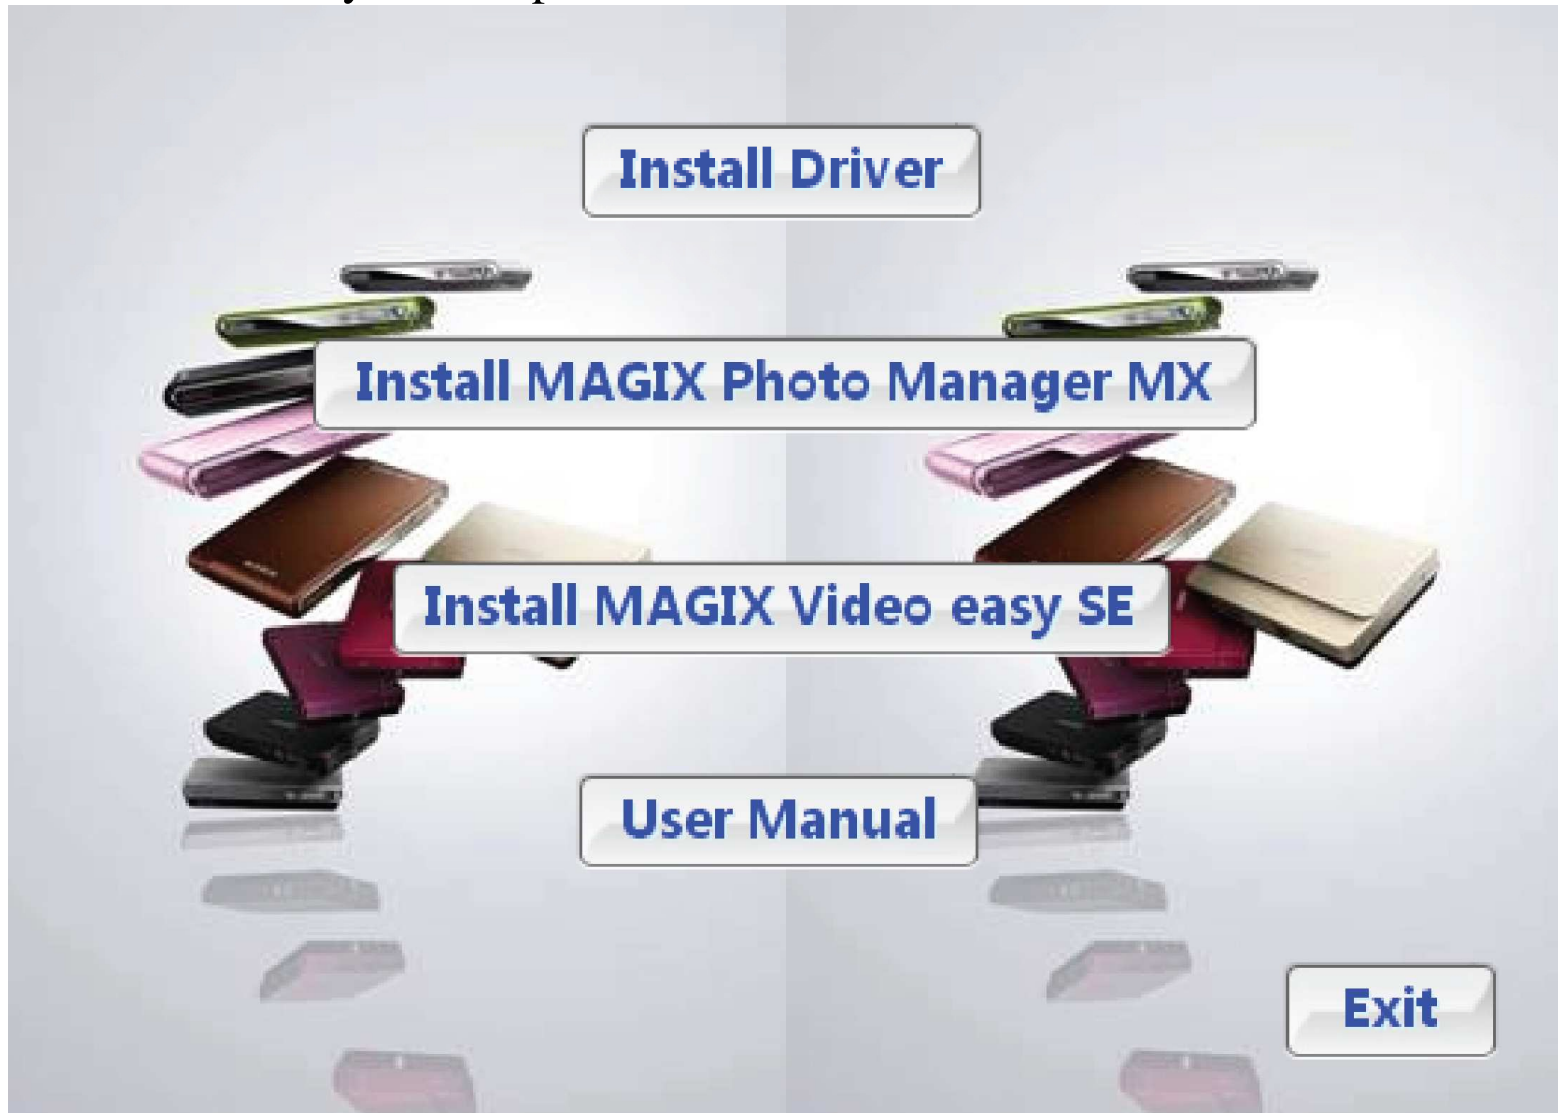 Install Driver
Install MAGIX Photo Manager MX
Install MAGIX Video easy SE
User Manual
Exit